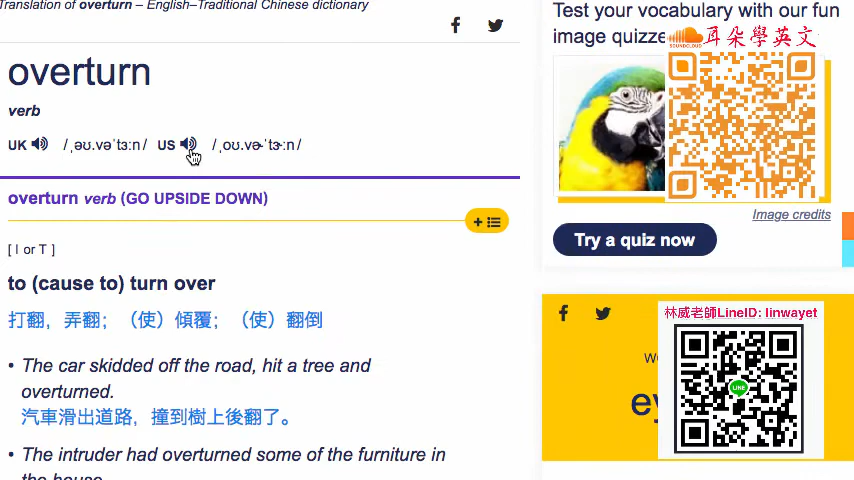 Translation of overturn – English–Traditional Chinese dictionary
overturn
verb
UK /ˌəʊ.vəˈtɜːn/ US /ˌoʊ.vɚˈtɝːn/
overturn verb (GO UPSIDE DOWN)
[ I or T ]
to (cause to) turn over
打翻，弄翻；（使）傾覆；（使）翻倒
• The car skidded off the road, hit a tree and
overturned.
汽車滑出道路，撞到樹上後翻了。
• The intruder had overturned some of the furniture in
the house.
Test your vocabulary with our fun
image quizze
SOUNDCLOUD 耳朵學英文
Image credits
Try a quiz now
林威老師LineID: linwayet
LINE